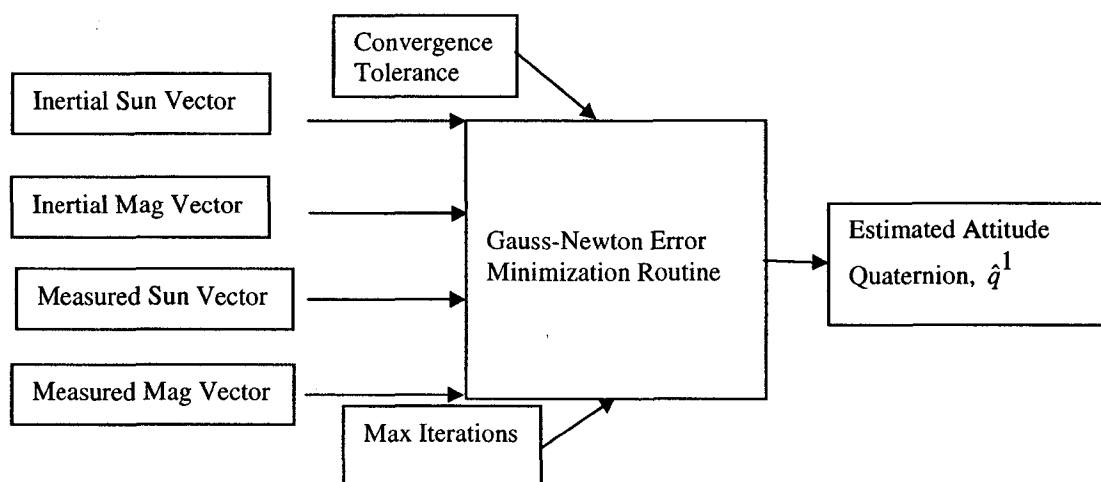 Convergence
Tolerance
Inertial Sun Vector
Inertial Mag Vector
Measured Sun Vector
Measured Mag Vector
Max Iterations
Gauss-Newton Error
Minimization Routine
Estimated Attitude
Quaternion, q̂¹